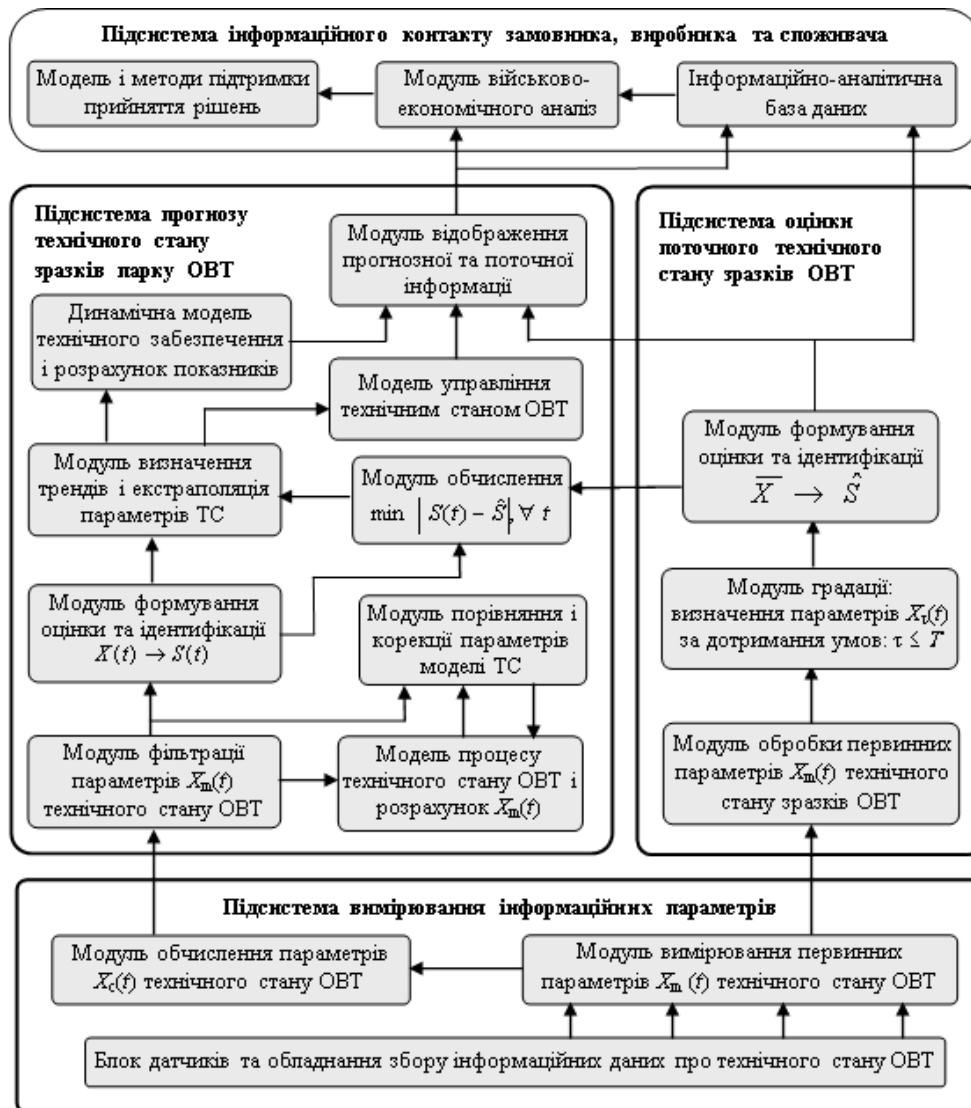 Підсистема інформаційного контакту замовника, виробника та споживача
Модель і методи підтримки
прийняття рішень
Модуль військово-
економічного аналіз
Інформаційно-аналітична
база даних
Підсистема прогнозу
технічного стану
зразків парку ОВТ
Модуль відображення
прогнозної та поточної
інформації
Підсистема оцінки
поточного технічного
стану зразків ОВТ
Динамічна модель
технічного забезпечення
і розрахунок показників
Модель управління
технічним станом ОВТ
Модуль визначення
трендів і екстраполяція
параметрів ТС
Модуль обчислення
min |S(t) – Ŝ|, ∀ t
Модуль формування
оцінки та ідентифікації
X̅ → Ŝ
Модуль формування
оцінки та ідентифікації
X(t) → S(t)
Модуль порівняння і
корекції параметрів
моделі ТС
Модуль градації:
визначення параметрів Xτ(t)
за дотримання умов: τ ≤ T
Модуль фільтрації
параметрів Xm(t)
технічного стану ОВТ
Модель процесу
технічного стану ОВТ і
розрахунок Xm(t)
Модуль обробки первинних
параметрів Xm(t) технічного
стану зразків ОВТ
Підсистема вимірювання інформаційних параметрів
Модуль обчислення параметрів
Xc(t) технічного стану ОВТ
Модуль вимірювання первинних
параметрів Xm (t) технічного стану ОВТ
Блок датчиків та обладнання збору інформаційних даних про технічного стану ОВТ